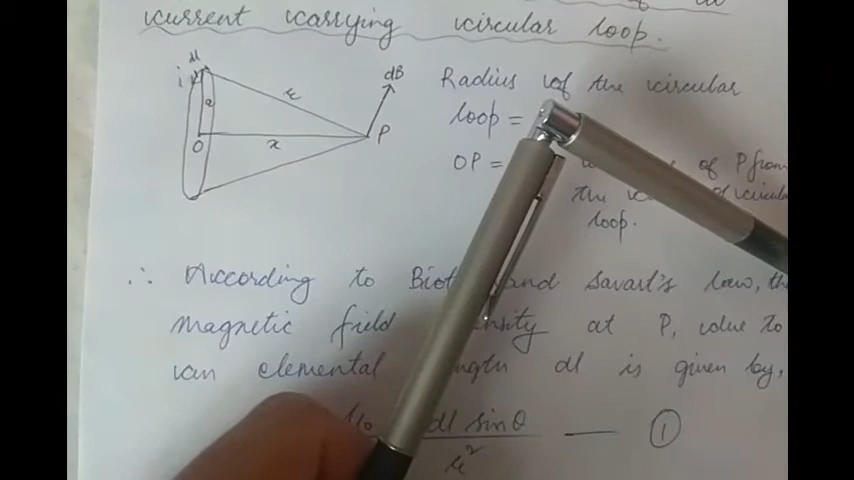 current carrying circular loop.
dl
i
a
r
dB
O
x
P
Radius of the circular
loop =
OP = of P from
the circular
loop.
∴ According to Biot and Savart's law, the
magnetic field at P, due to
an elemental dl is given by,
dl sinθ ①
r²